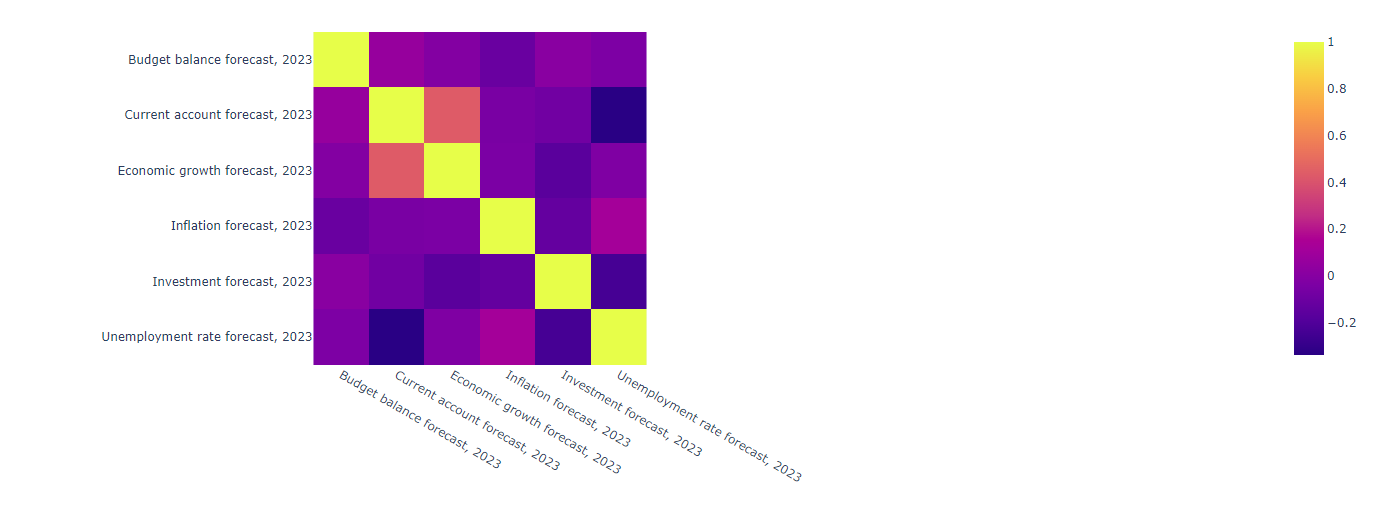 Budget balance forecast, 2023
Current account forecast, 2023
Economic growth forecast, 2023
Inflation forecast, 2023
Investment forecast, 2023
Unemployment rate forecast, 2023
Budget balance forecast, 2023
Current account forecast, 2023
Economic growth forecast, 2023
Inflation forecast, 2023
Investment forecast, 2023
Unemployment rate forecast, 2023
1
0.8
0.6
0.4
0.2
0
−0.2